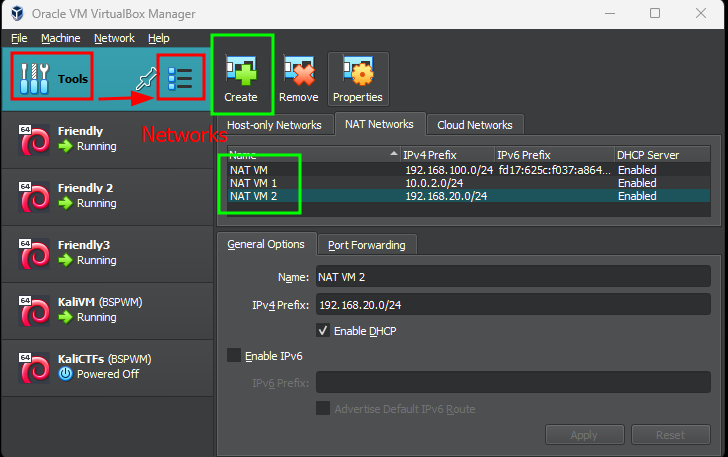 Oracle VM VirtualBox Manager
File Machine Network Help
Tools
Networks
Create Remove Properties
64 Friendly
Running
64 Friendly 2
Running
64 Friendly3
Running
64 KaliVM (BSPWM)
Running
64 KaliCTFs (BSPWM)
Powered Off
Host-only Networks NAT Networks Cloud Networks
Name IPv4 Prefix IPv6 Prefix DHCP Server
NAT VM 192.168.100.0/24 fd17:625c:f037:a864... Enabled
NAT VM 1 10.0.2.0/24 Enabled
NAT VM 2 192.168.20.0/24 Enabled
General Options Port Forwarding
Name: NAT VM 2
IPv4 Prefix: 192.168.20.0/24
Enable DHCP
Enable IPv6
IPv6 Prefix:
Advertise Default IPv6 Route
Apply Reset